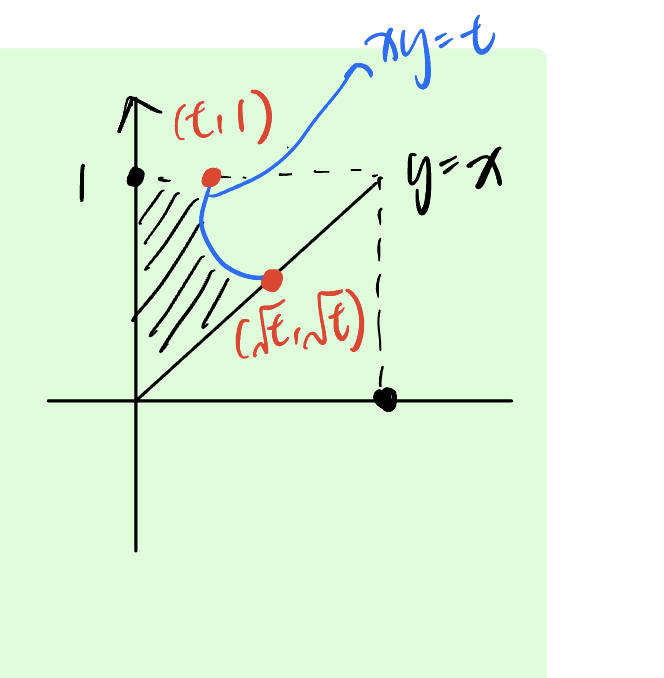 xy=t
(t,1)
1
y=x
(√t,√t)